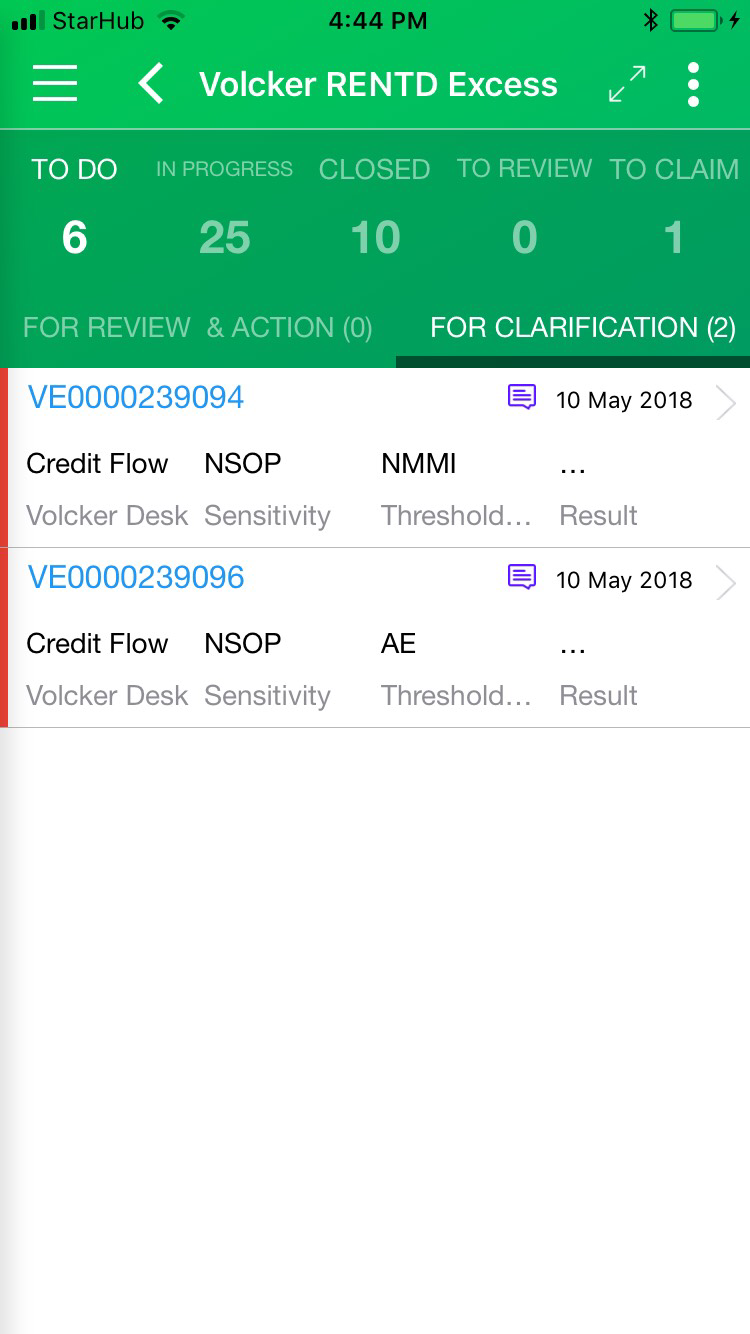 StarHub 4:44 PM
Volcker RENTD Excess
TO DO IN PROGRESS CLOSED TO REVIEW TO CLAIM
6 25 10 0 1
FOR REVIEW & ACTION (0) FOR CLARIFICATION (2)
VE0000239094 10 May 2018
Credit Flow NSOP NMMI ...
Volcker Desk Sensitivity Threshold... Result
VE0000239096 10 May 2018
Credit Flow NSOP AE ...
Volcker Desk Sensitivity Threshold... Result